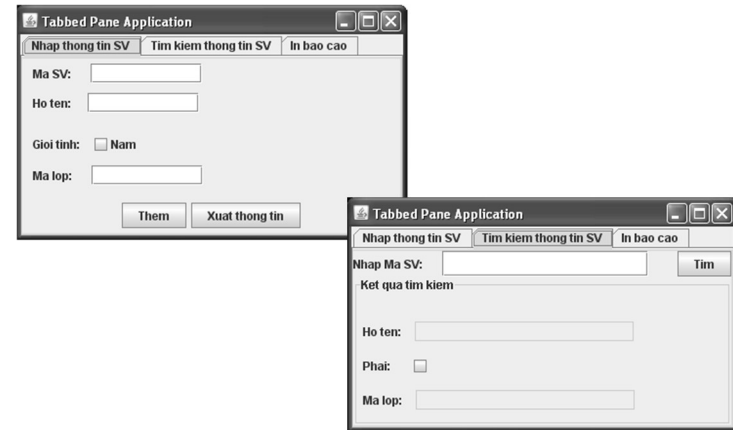 Tabbed Pane Application
Nhap thong tin SV Tim kiem thong tin SV In bao cao
Ma SV:
Ho ten:
Gioi tinh: Nam
Ma lop:
Them Xuat thong tin
Tabbed Pane Application
Nhap thong tin SV Tim kiem thong tin SV In bao cao
Nhap Ma SV: Tim
Ket qua tim kiem
Ho ten:
Phai:
Ma lop: